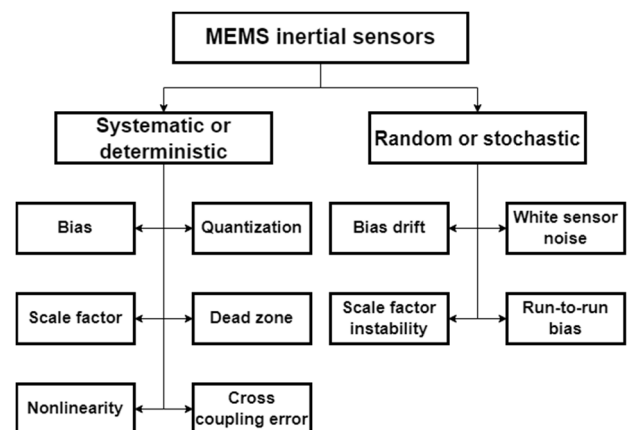 MEMS inertial sensors
Systematic or
deterministic
Random or stochastic
Bias
Quantization
Bias drift
White sensor
noise
Scale factor
Dead zone
Scale factor
instability
Run-to-run
bias
Nonlinearity
Cross
coupling error